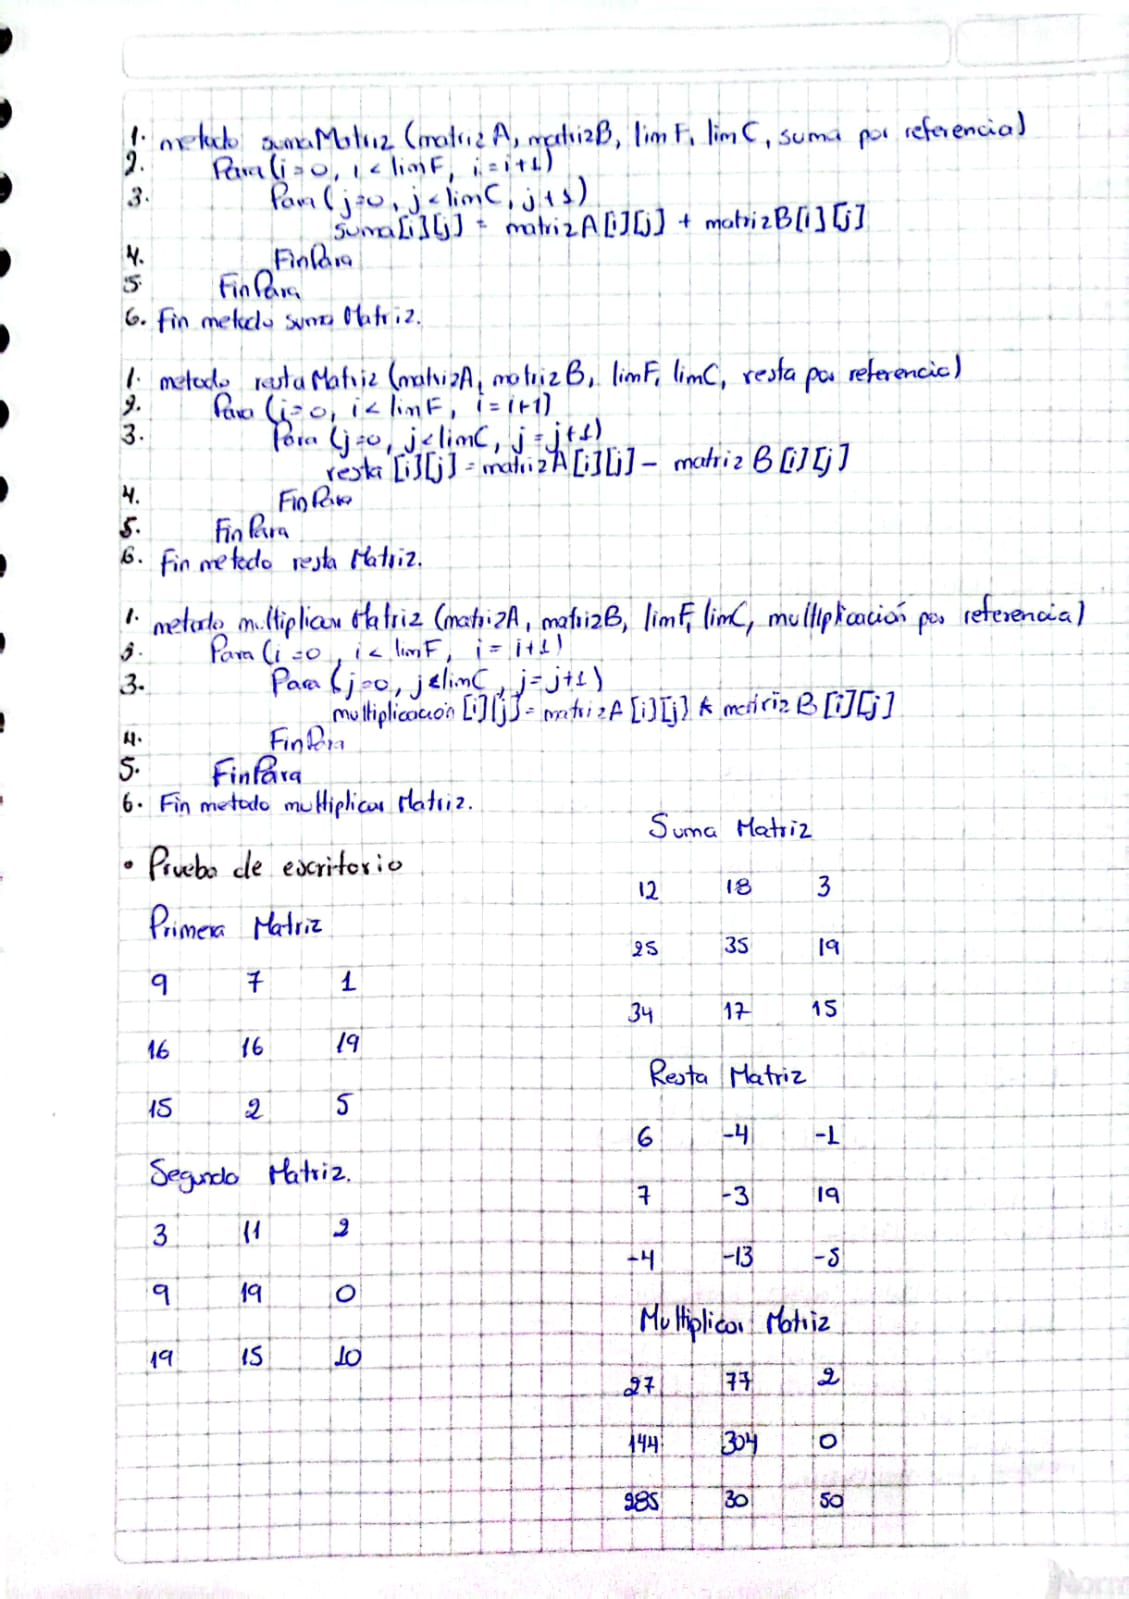 1. metodo sumaMatriz (matrizA, matrizB, limF, limC, suma por referencia)
2. Para (i=0, i < limF, i=i+1)
3. Para (j=0, j<limC, j+1)
suma[i][j] = matrizA[i][j] + matrizB[i][j]
4. FinPara
5. FinPara
6. Fin metodo suma Matriz.
1. metodo restaMatriz (matrizA, matrizB, limF, limC, resta por referencia)
2. Para (i=0, i< limF, i=i+1)
3. Para (j=0, j<limC, j=j+1)
resta [i][j] = matrizA[i][j] - matriz B[i][j]
4. FinPara
5. FinPara
6. Fin metodo resta Matriz.
1. metodo multiplicar Matriz (matrizA, matrizB, limF, limC, multiplicación por referencia)
2. Para (i=0, i< limF, i=i+1)
3. Para (j=0, j<limC, j=j+1)
multiplicacion [i][j] = matrizA[i][j] * matriz B[i][j]
4. FinPara
5. FinPara
6. Fin metodo multiplicar Matriz.
• Prueba de escritorio
Primera Matriz
9 7 1
16 16 19
15 2 5
Segunda Matriz.
3 11 2
9 19 0
19 15 10
Suma Matriz
12 18 3
25 35 19
34 17 15
Resta Matriz
6 -4 -1
7 -3 19
-4 -13 -5
Multiplicar Matriz
27 77 2
144 304 0
285 30 50
Norm